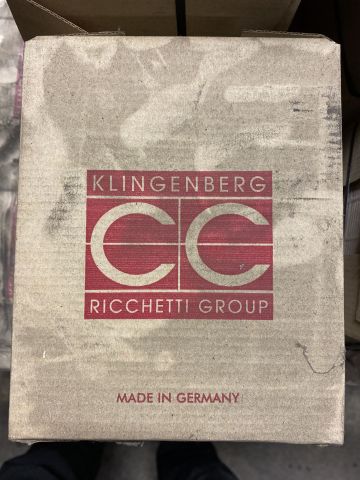 KLINGENBERG
CC
RICCHETTI GROUP
MADE IN GERMANY